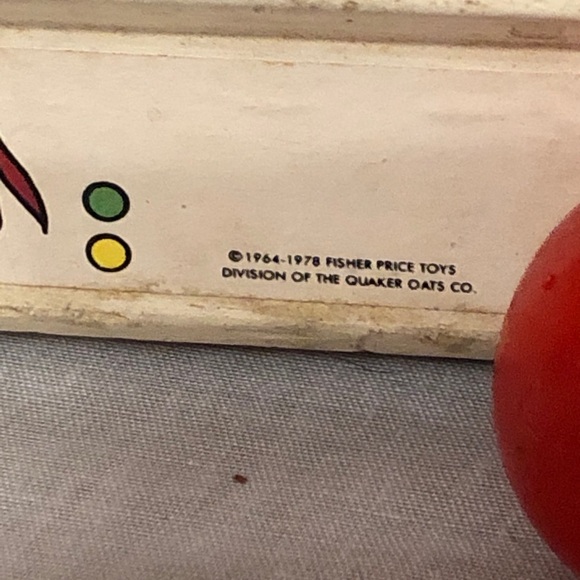 ©1964-1978 FISHER PRICE TOYS
DIVISION OF THE QUAKER OATS CO.